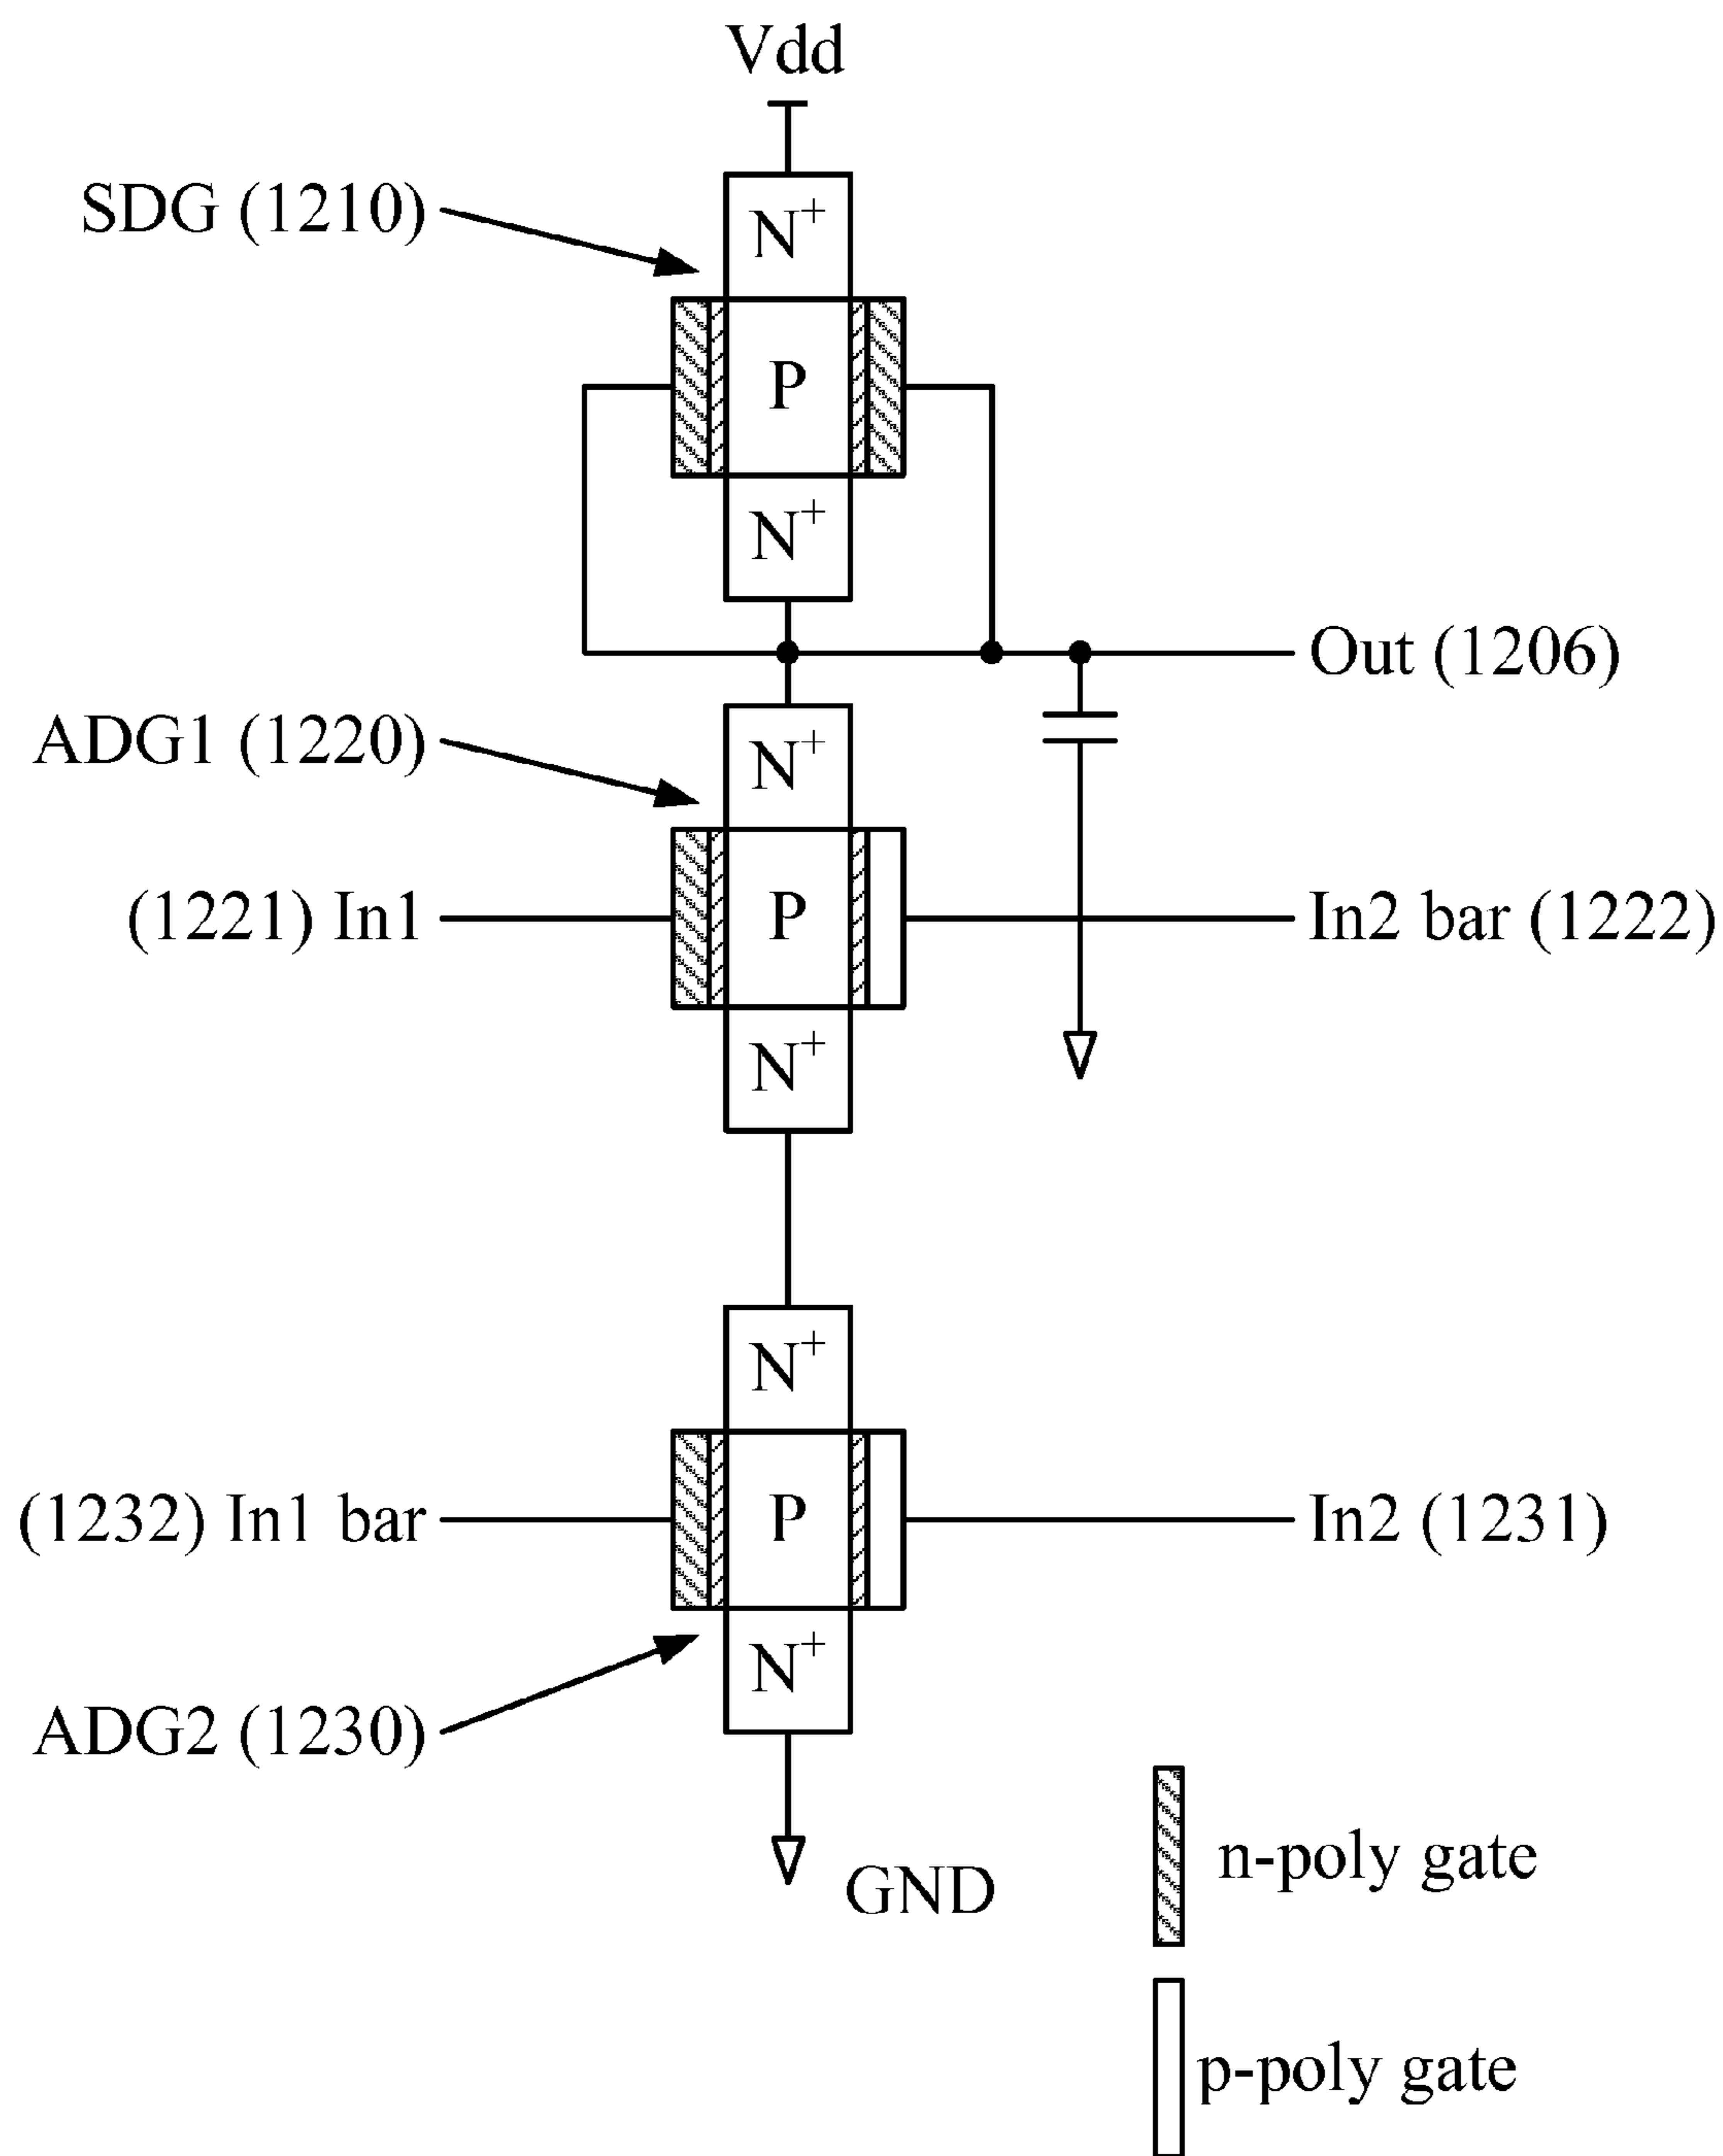 Vdd
SDG (1210)
N+
P
N+
Out (1206)
ADG1 (1220)
N+
(1221) In1
P
In2 bar (1222)
N+
N+
(1232) In1 bar
P
In2 (1231)
N+
ADG2 (1230)
GND
n-poly gate
p-poly gate